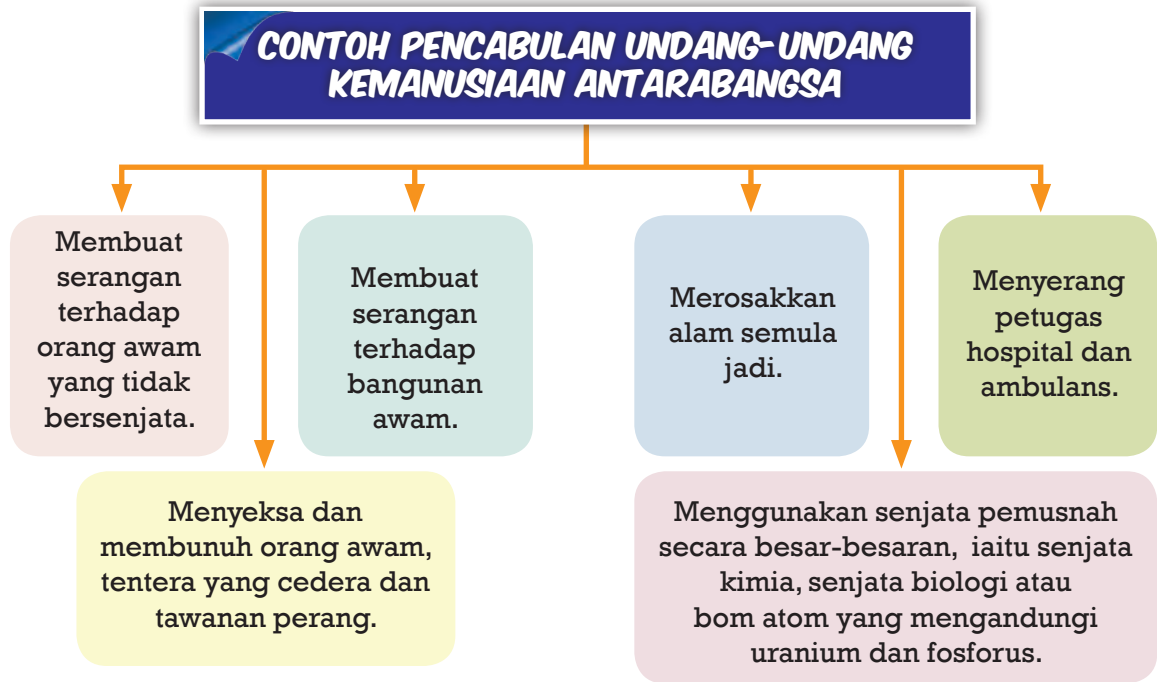 CONTOH PENCABULAN UNDANG-UNDANG
KEMANUSIAAN ANTARABANGSA
Membuat
serangan
terhadap
orang awam
yang tidak
bersenjata.
Membuat
serangan
terhadap
bangunan
awam.
Merosakkan
alam semula
jadi.
Menyerang
petugas
hospital dan
ambulans.
Menyeksa dan
membunuh orang awam,
tentera yang cedera dan
tawanan perang.
Menggunakan senjata pemusnah
secara besar-besaran, iaitu senjata
kimia, senjata biologi atau
bom atom yang mengandungi
uranium dan fosforus.